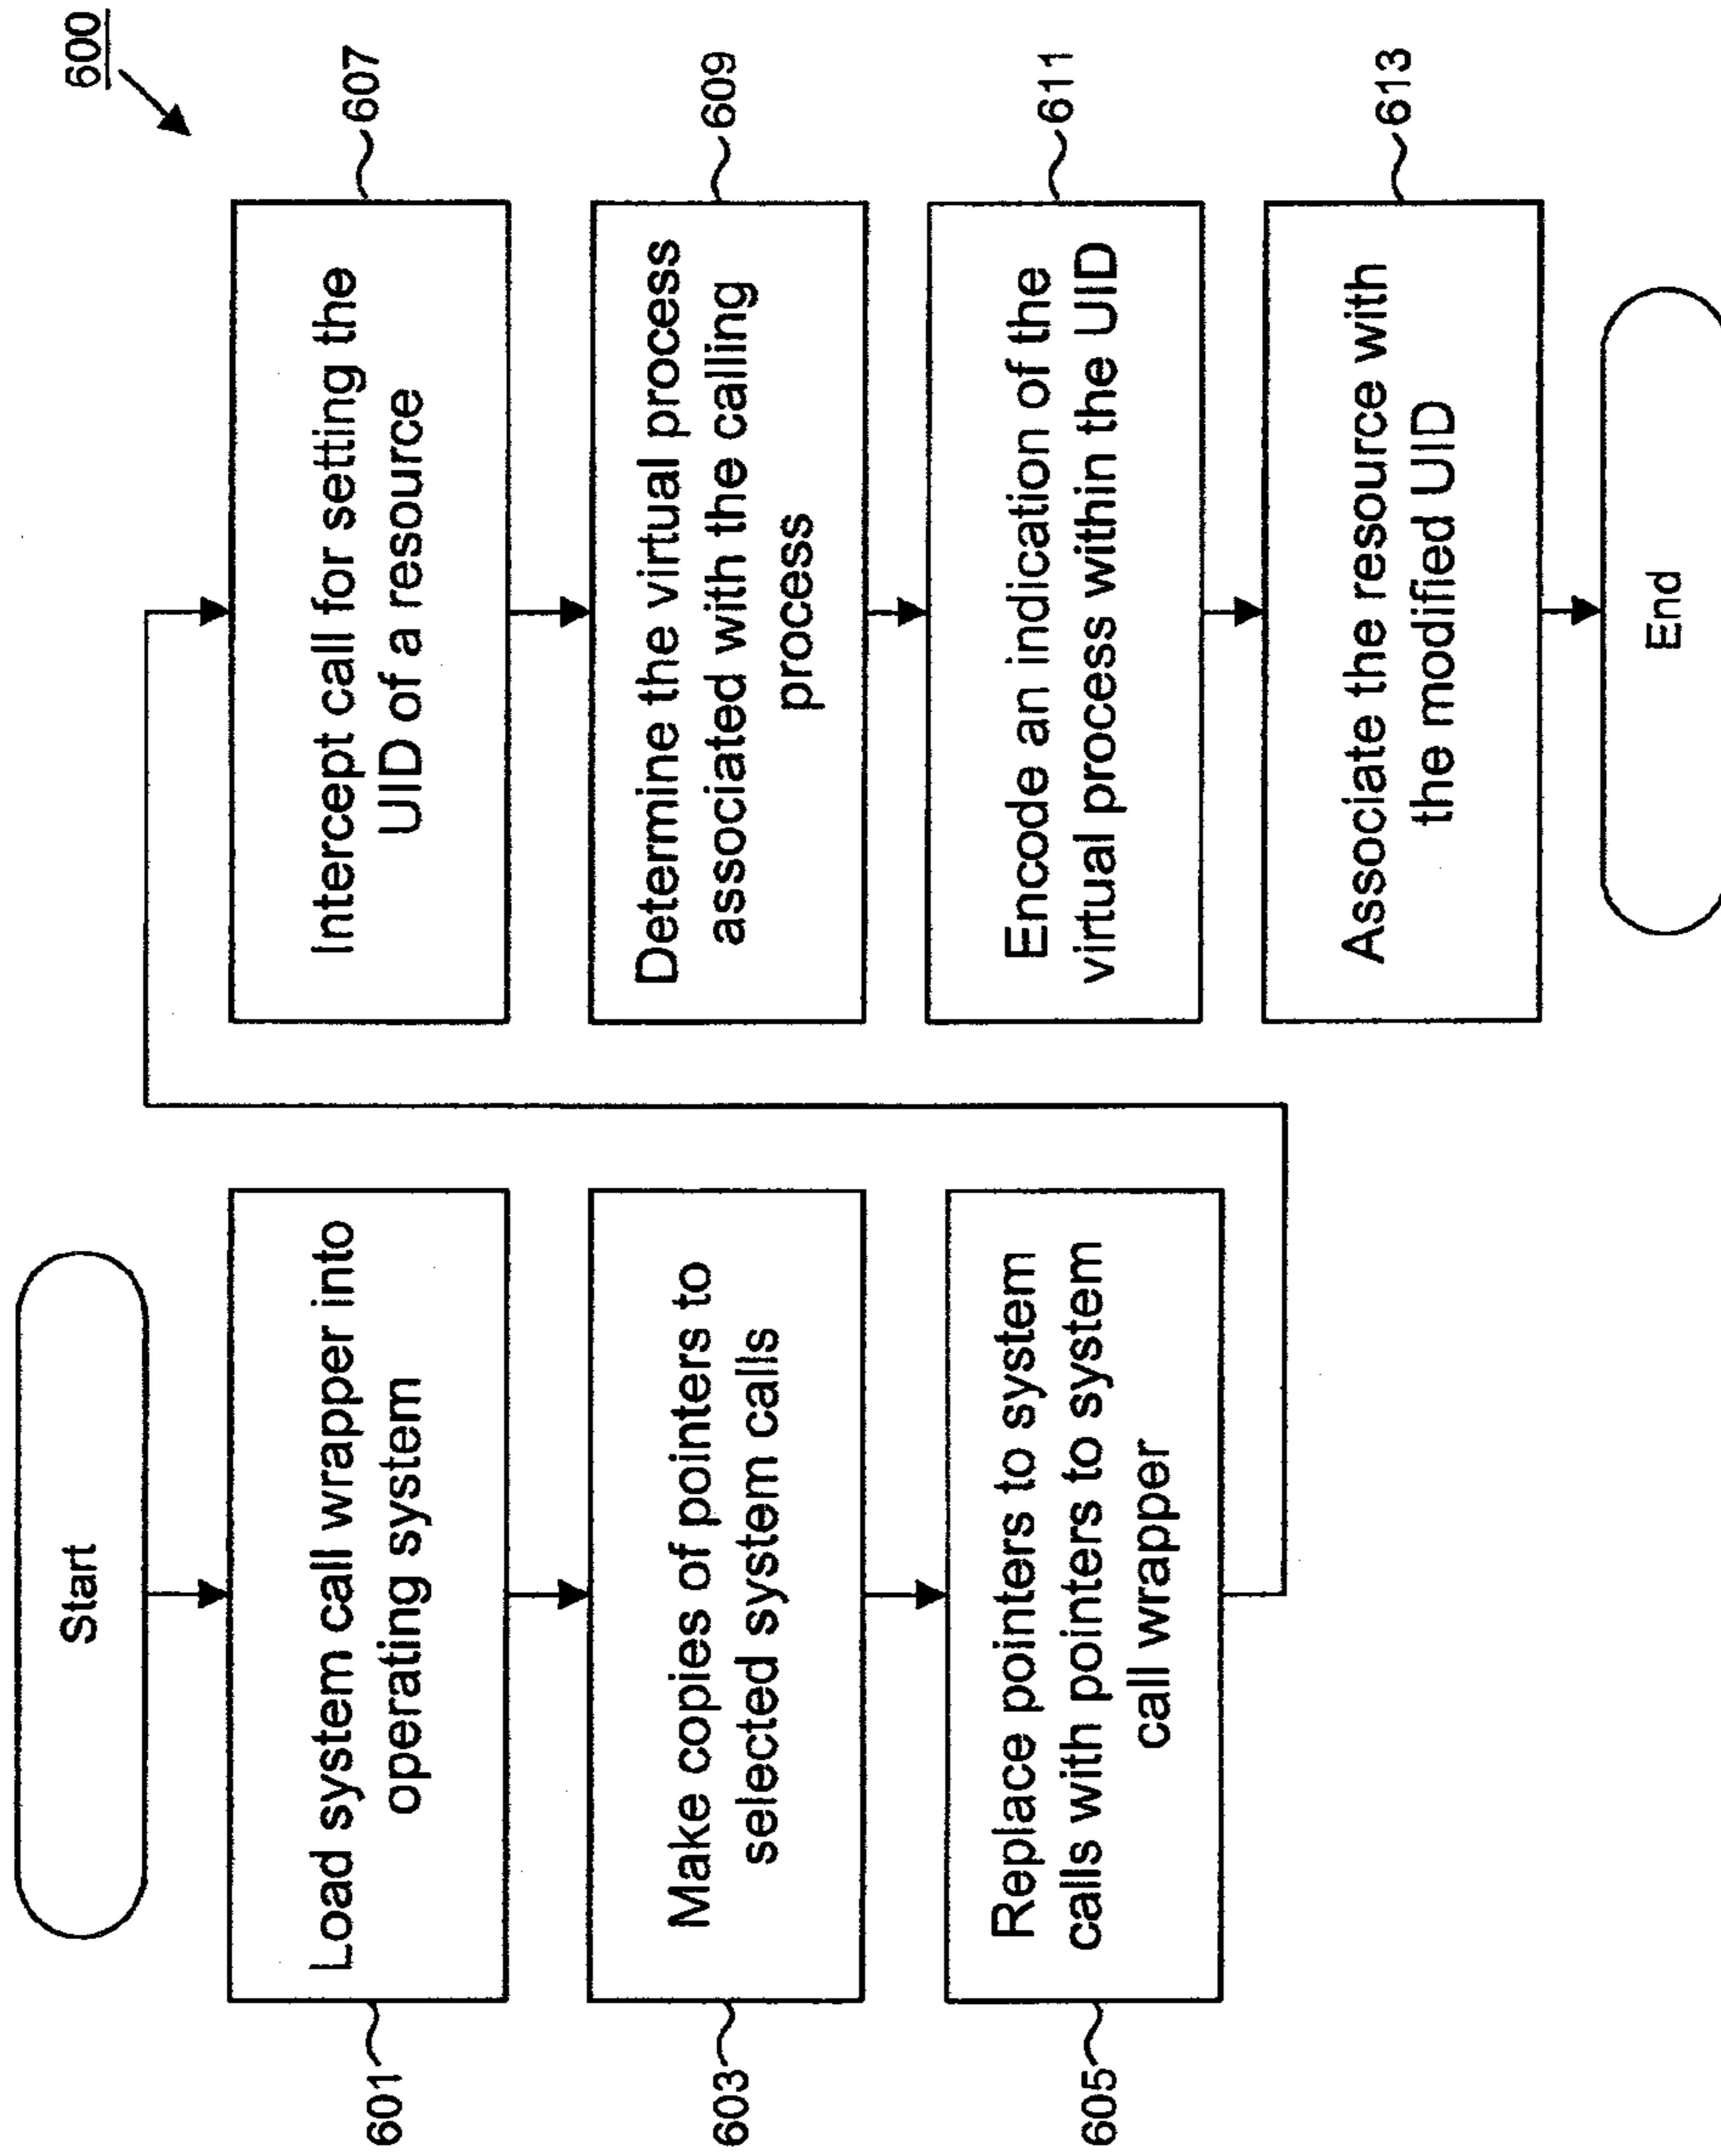 600
Start
Load system call wrapper into
operating system
601
Make copies of pointers to
selected system calls
603
Replace pointers to system
calls with pointers to system
call wrapper
605
Intercept call for setting the
UID of a resource
607
Determine the virtual process
associated with the calling
process
609
Encode an indication of the
virtual process within the UID
611
Associate the resource with
the modified UID
613
End